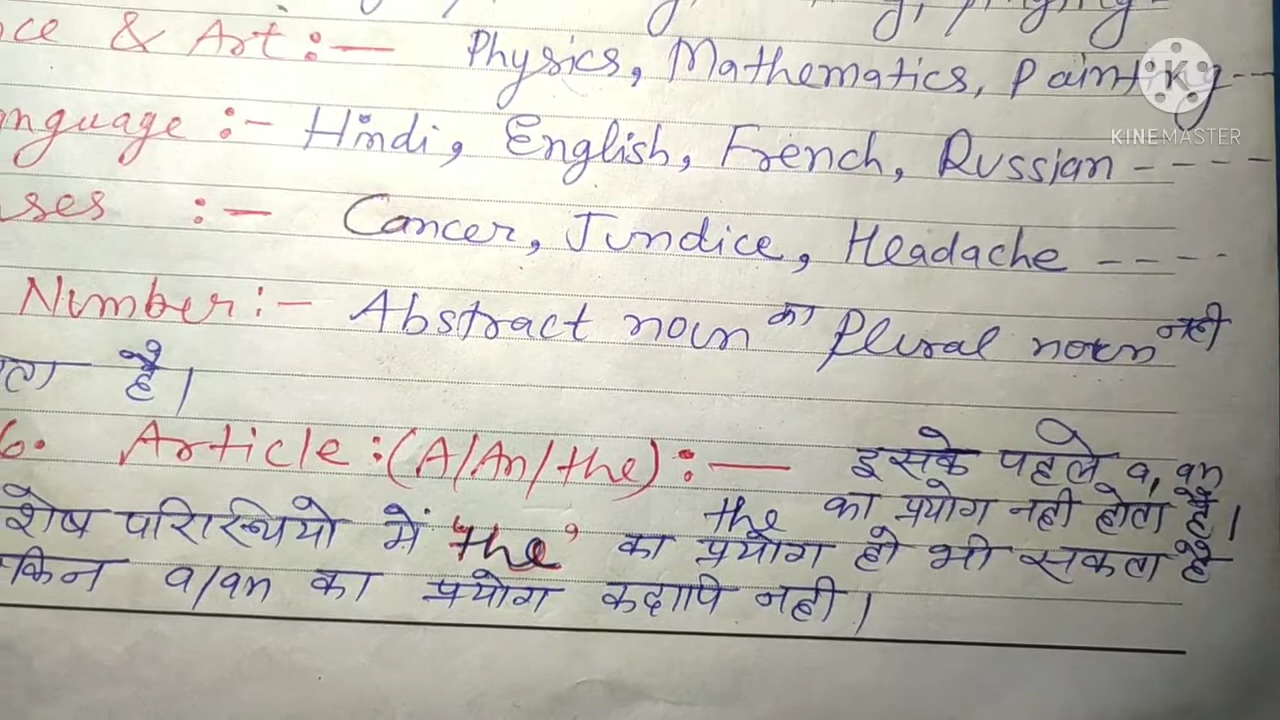 ce & Art :— Physics, Mathematics, Painting --
nguage :- Hindi, English, French, Russian ----
ses :- Cancer, Jundice, Headache ----
Number :- Abstract noun का Plural noun नही
ता है।
6. Article : (A/An/the) :— इसके पहले a, an
the का प्रयोग नही होता है।
शेष परिस्थियो में 'the' का प्रयोग हो भी सकता है
किन a/an का प्रयोग कदापि नही।
KINEMASTER